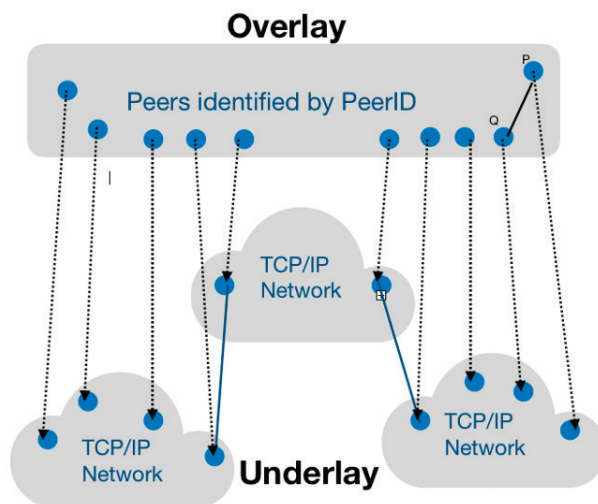 Overlay
P
Peers identified by PeerID
Q
TCP/IP
Network
TCP/IP
Network
TCP/IP
Network
Underlay